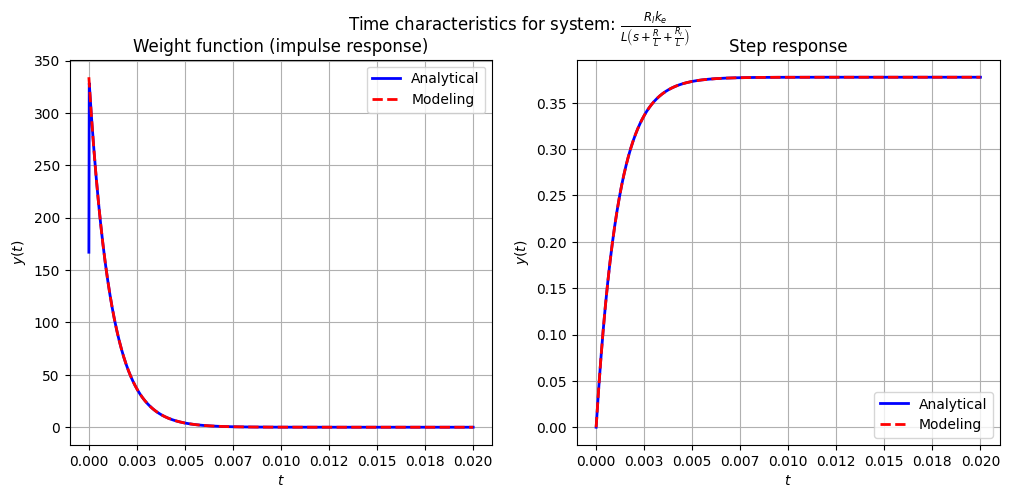 Time characteristics for system: \frac{R_l k_e}{L\left(s+\frac{R}{L}+\frac{R_l}{L}\right)}
Weight function (impulse response)
350
300
250
200
150
100
50
0
y(t)
Analytical
Modeling
0.000 0.003 0.005 0.007 0.010 0.012 0.015 0.018 0.020
t
Step response
0.35
0.30
0.25
0.20
0.15
0.10
0.05
0.00
y(t)
Analytical
Modeling
0.000 0.003 0.005 0.007 0.010 0.012 0.015 0.018 0.020
t